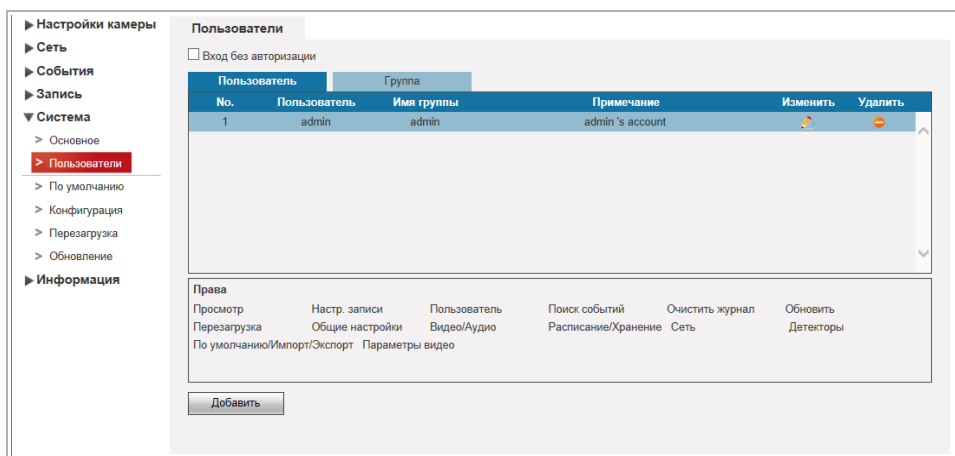 Настройки камеры
Сеть
События
Запись
Система
> Основное
> Пользователи
> По умолчанию
> Конфигурация
> Перезагрузка
> Обновление
Информация
Пользователи
Вход без авторизации
Пользователь Группа
No. Пользователь Имя группы Примечание Изменить Удалить
1 admin admin admin 's account
Права
Просмотр Настр. записи Пользователь Поиск событий Очистить журнал Обновить
Перезагрузка Общие настройки Видео/Аудио Расписание/Хранение Сеть Детекторы
По умолчанию/Импорт/Экспорт Параметры видео
Добавить